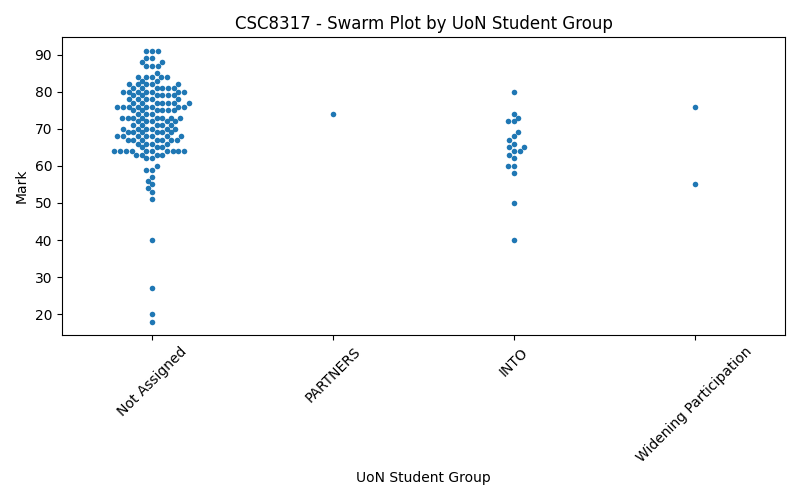 CSC8317 - Swarm Plot by UoN Student Group
90
80
70
60
50
40
30
20
Mark
Not Assigned
PARTNERS
INTO
Widening Participation
UoN Student Group